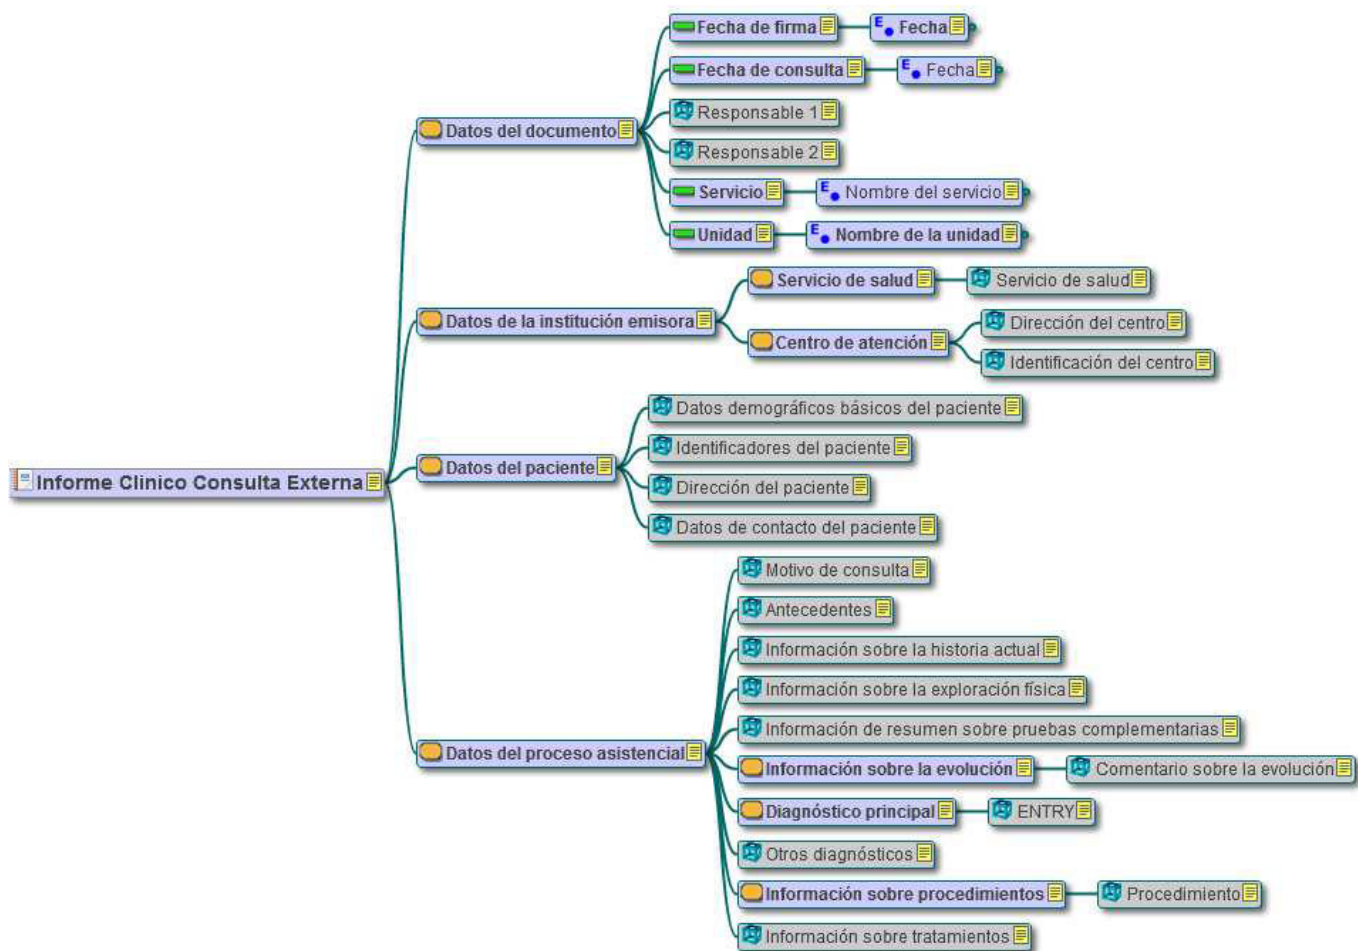 Informe Clinico Consulta Externa
Datos del documento
Fecha de firma
E Fecha
Fecha de consulta
E Fecha
Responsable 1
Responsable 2
Servicio
E Nombre del servicio
Unidad
E Nombre de la unidad
Datos de la institución emisora
Servicio de salud
Servicio de salud
Centro de atención
Dirección del centro
Identificación del centro
Datos del paciente
Datos demográficos básicos del paciente
Identificadores del paciente
Dirección del paciente
Datos de contacto del paciente
Datos del proceso asistencial
Motivo de consulta
Antecedentes
Información sobre la historia actual
Información sobre la exploración física
Información de resumen sobre pruebas complementarias
Información sobre la evolución
Comentario sobre la evolución
Diagnóstico principal
ENTRY
Otros diagnósticos
Información sobre procedimientos
Procedimiento
Información sobre tratamientos